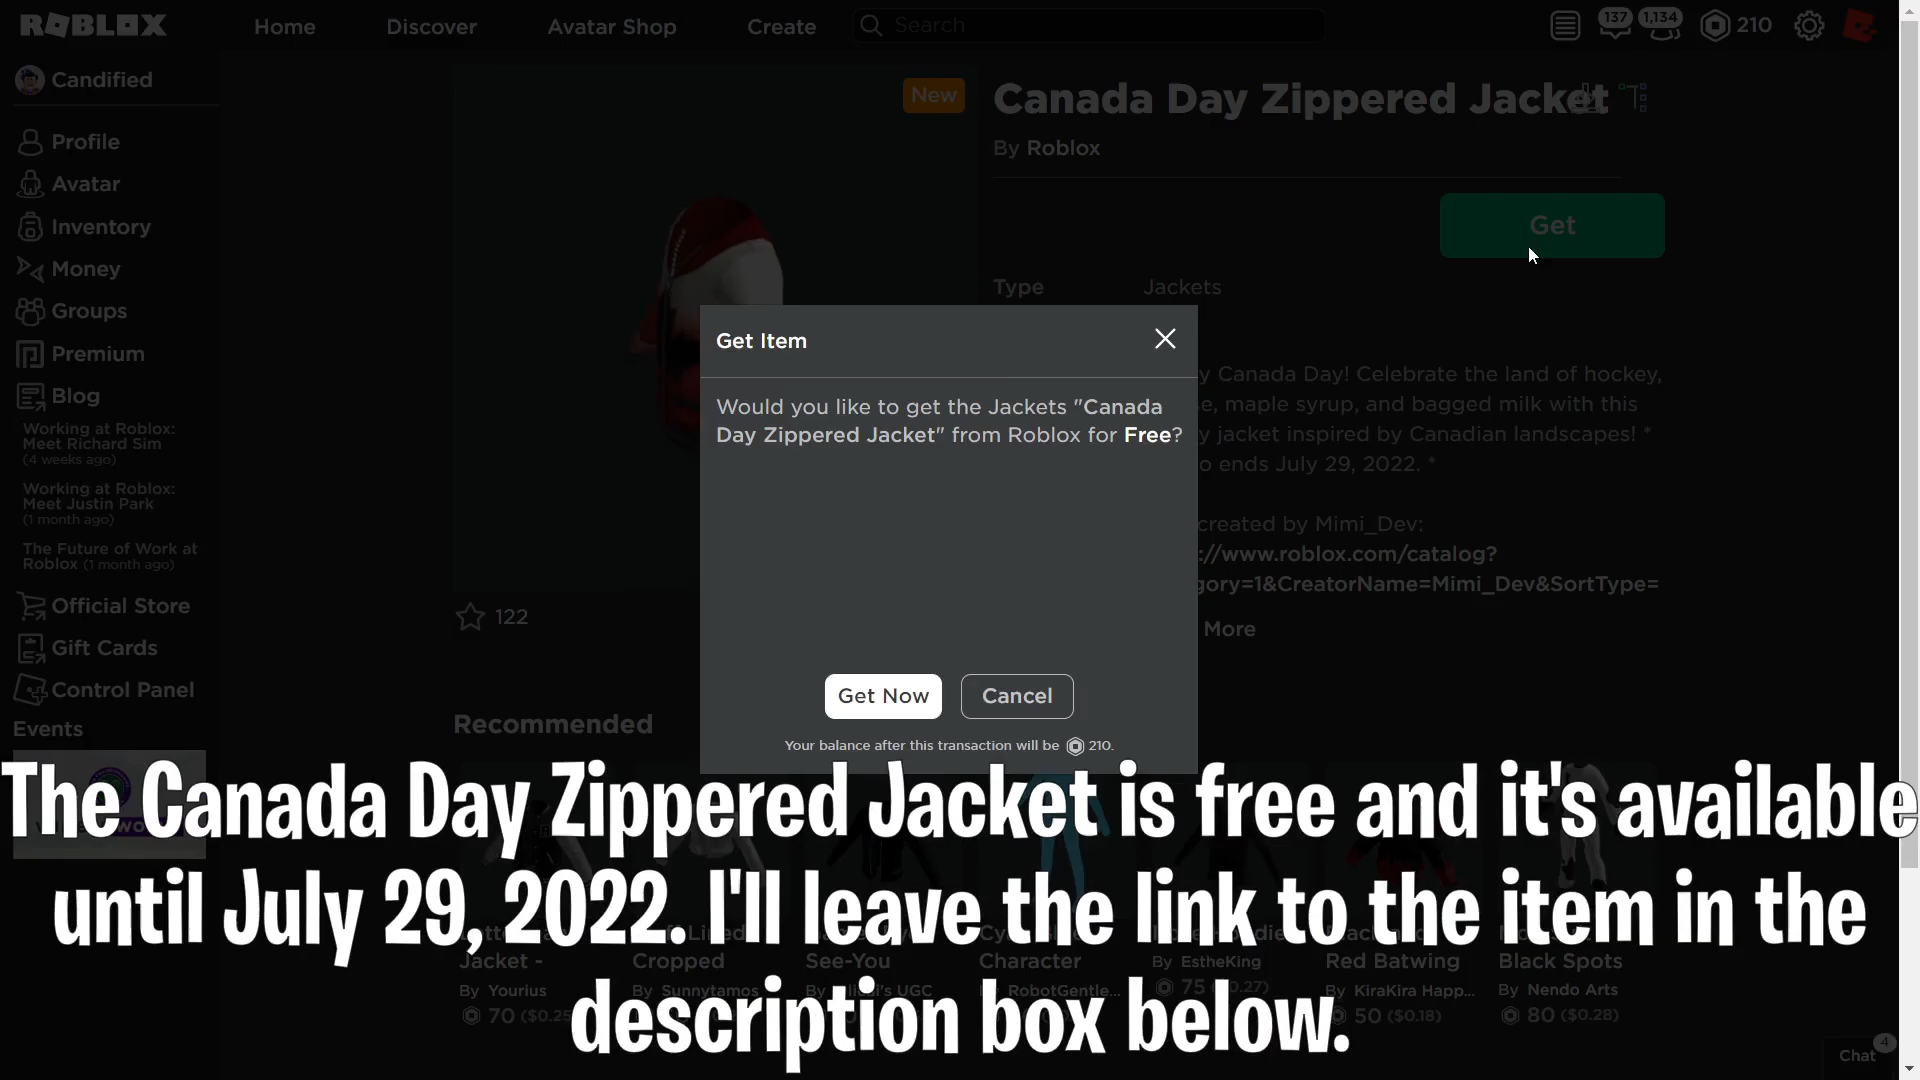 ROBLOX
Home
Discover
Avatar Shop
Create
Search
137
1,134
210
Candified
Profile
Avatar
Inventory
Money
Groups
Premium
Blog
Working at Roblox:
Meet Richard Sim
(4 weeks ago)
Working at Roblox:
Meet Justin Park
(1 month ago)
The Future of Work at
Roblox (1 month ago)
Official Store
Gift Cards
Control Panel
Events
New
Canada Day Zippered Jacket
By Roblox
Get
Type Jackets
y Canada Day! Celebrate the land of hockey,
e, maple syrup, and bagged milk with this
y jacket inspired by Canadian landscapes! *
o ends July 29, 2022. *
created by Mimi_Dev:
://www.roblox.com/catalog?
gory=1&CreatorName=Mimi_Dev&SortType=
More
122
Get Item
Would you like to get the Jackets "Canada
Day Zippered Jacket" from Roblox for Free?
Get Now
Cancel
Your balance after this transaction will be 210.
Recommended
The Canada Day Zippered Jacket is free and it's available
until July 29, 2022. I'll leave the link to the item in the
description box below.
Jacket -
By Yourius
70
Cropped
By Sunnytamos
See-You
By 's UGC
Character
RobotGentle...
By EstheKing
75
Red Batwing
By KiraKira Happ...
50 ($0.18)
Black Spots
By Nendo Arts
80 ($0.28)
Chat
4